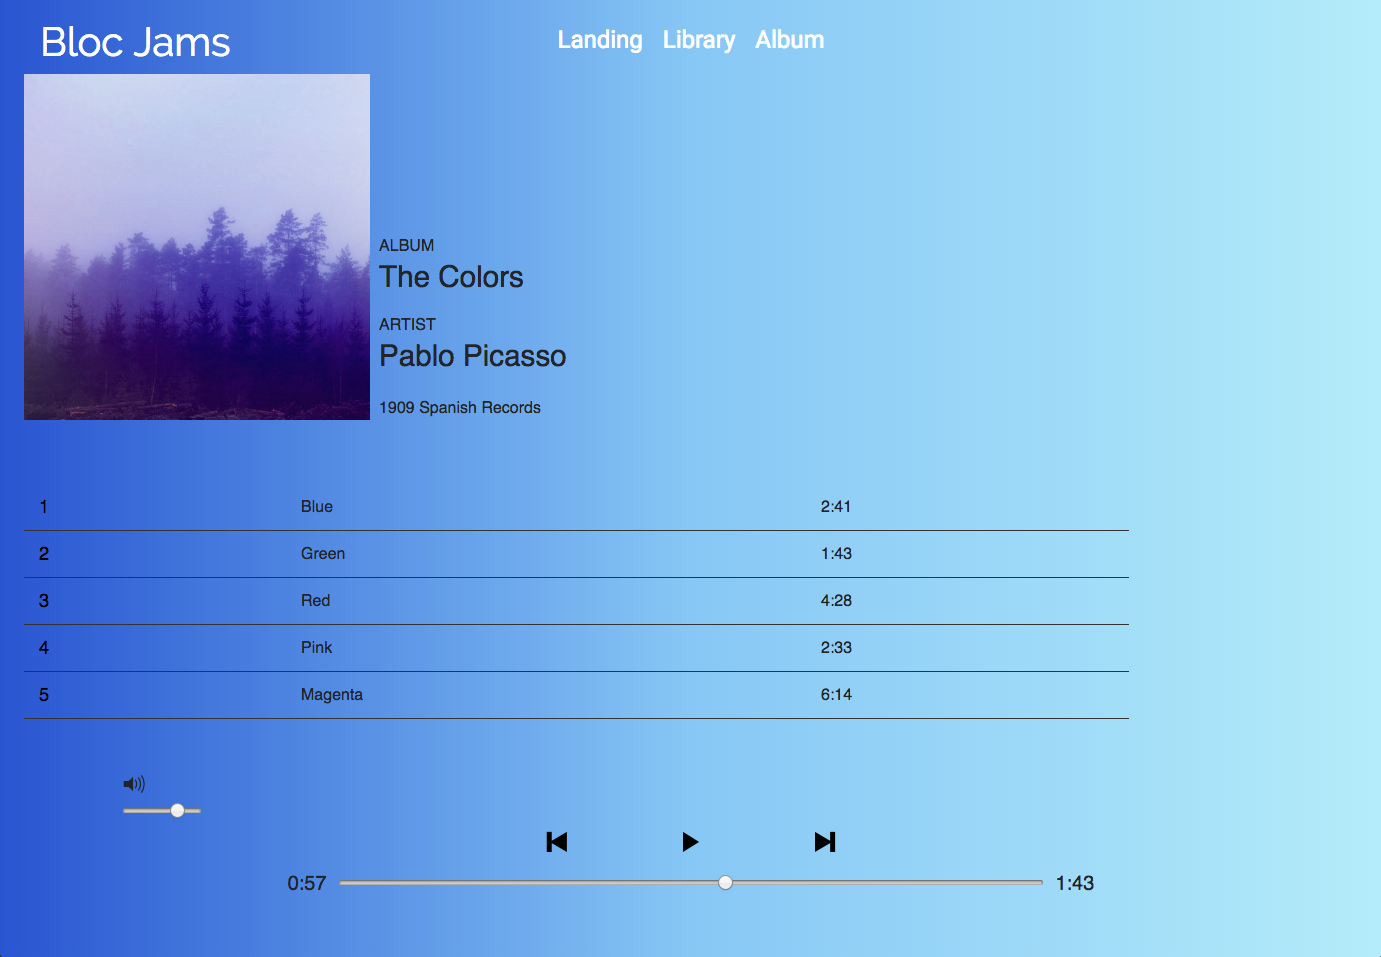 Bloc Jams
Landing Library Album
ALBUM
The Colors
ARTIST
Pablo Picasso
1909 Spanish Records
1 Blue 2:41
2 Green 1:43
3 Red 4:28
4 Pink 2:33
5 Magenta 6:14
0:57 1:43